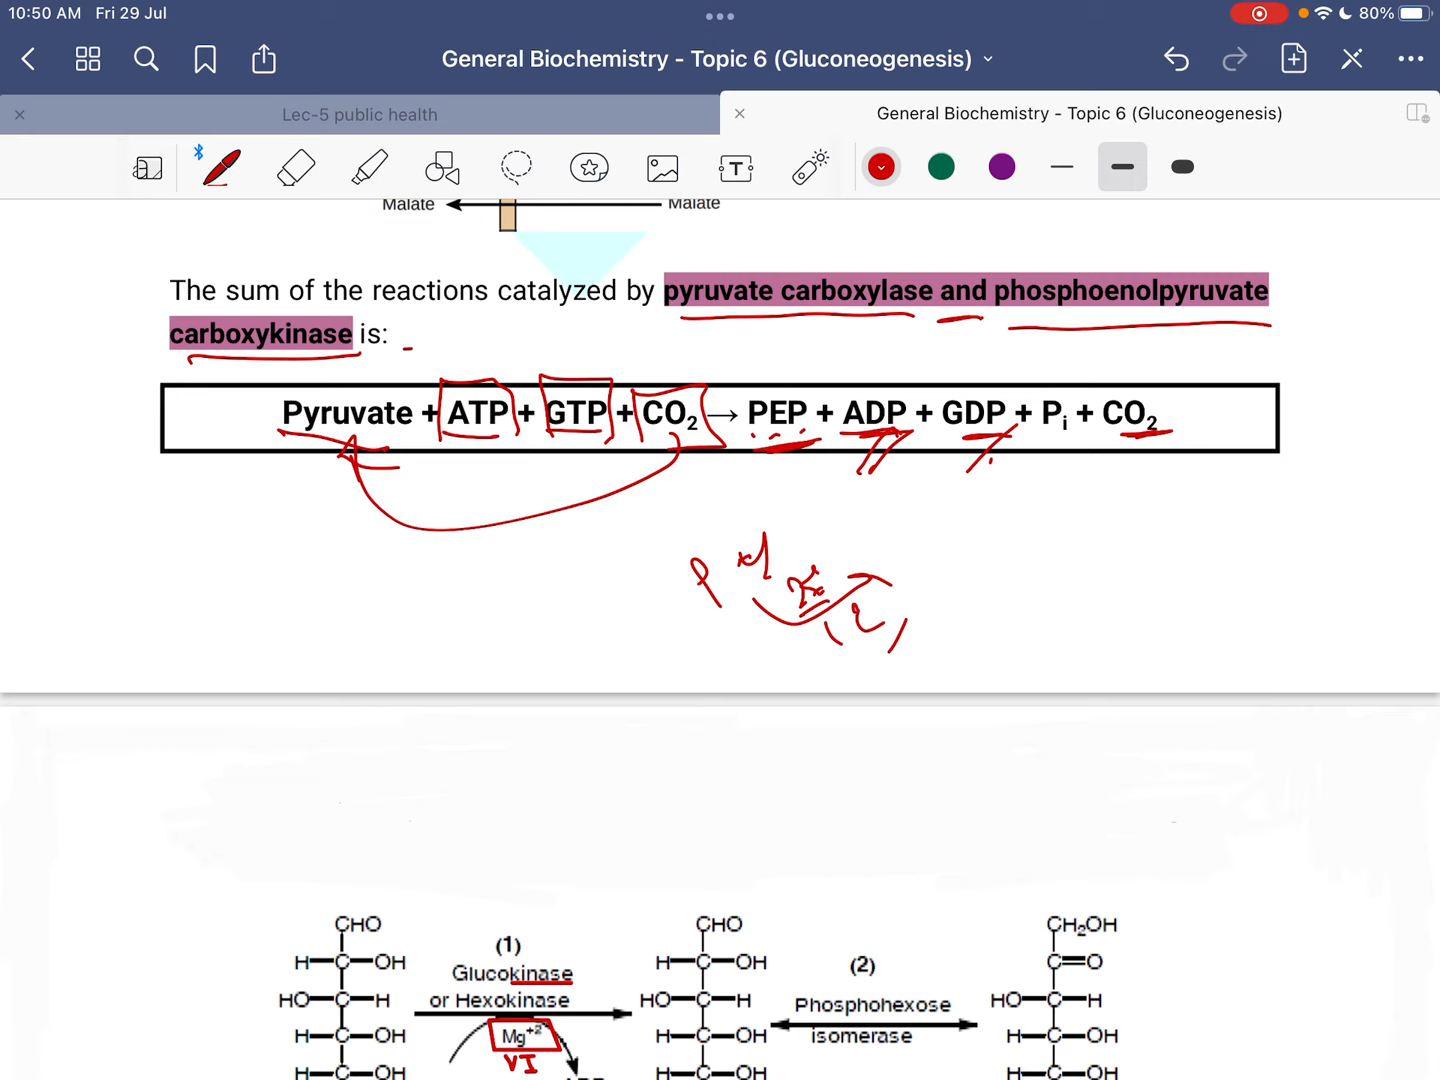 10:50 AM Fri 29 Jul
80%
General Biochemistry - Topic 6 (Gluconeogenesis)
Lec-5 public health
General Biochemistry - Topic 6 (Gluconeogenesis)
T
Malate
Malate
The sum of the reactions catalyzed by pyruvate carboxylase and phosphoenolpyruvate
carboxykinase is:
Pyruvate + ATP + GTP + CO₂ → PEP + ADP + GDP + Pᵢ + CO₂
CHO
CHO
CH₂OH
(1)
(2)
H-C-OH
Glucokinase
H-C-OH
C=O
HO-C-H
or Hexokinase
HO-C-H
Phosphohexose
HO-C-H
H-C-OH
Mg⁺²
H-C-OH
isomerase
H-C-OH
VI
H-C-OH
H-C-OH
H-C-OH